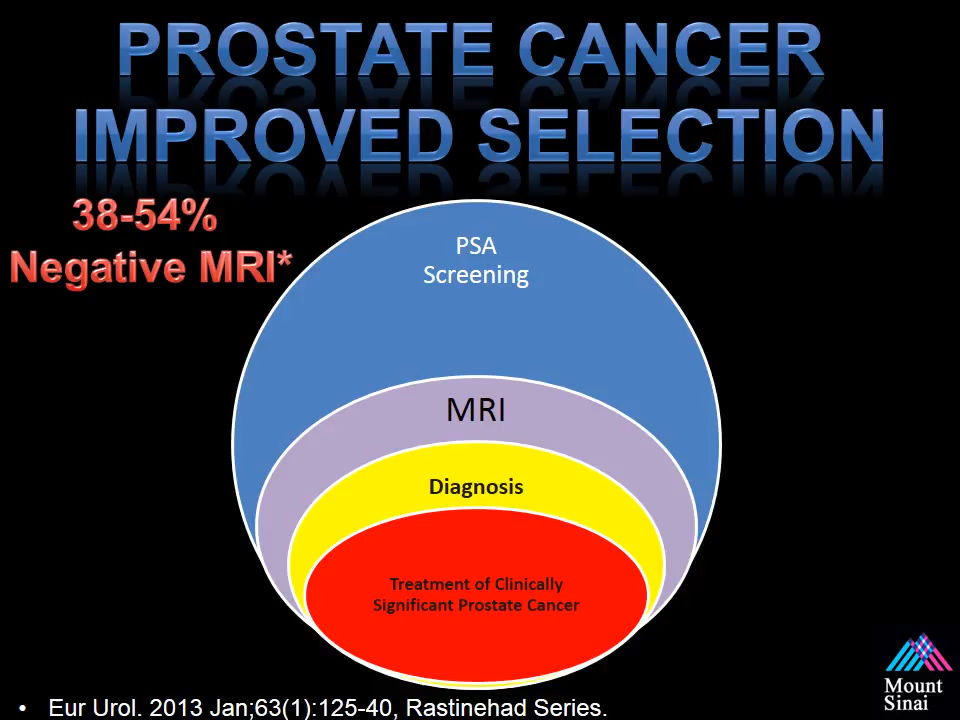 PROSTATE CANCER
IMPROVED SELECTION
38-54%
Negative MRI*
PSA
Screening
MRI
Diagnosis
Treatment of Clinically
Significant Prostate Cancer
Mount
Sinai
• Eur Urol. 2013 Jan;63(1):125-40, Rastinehad Series.